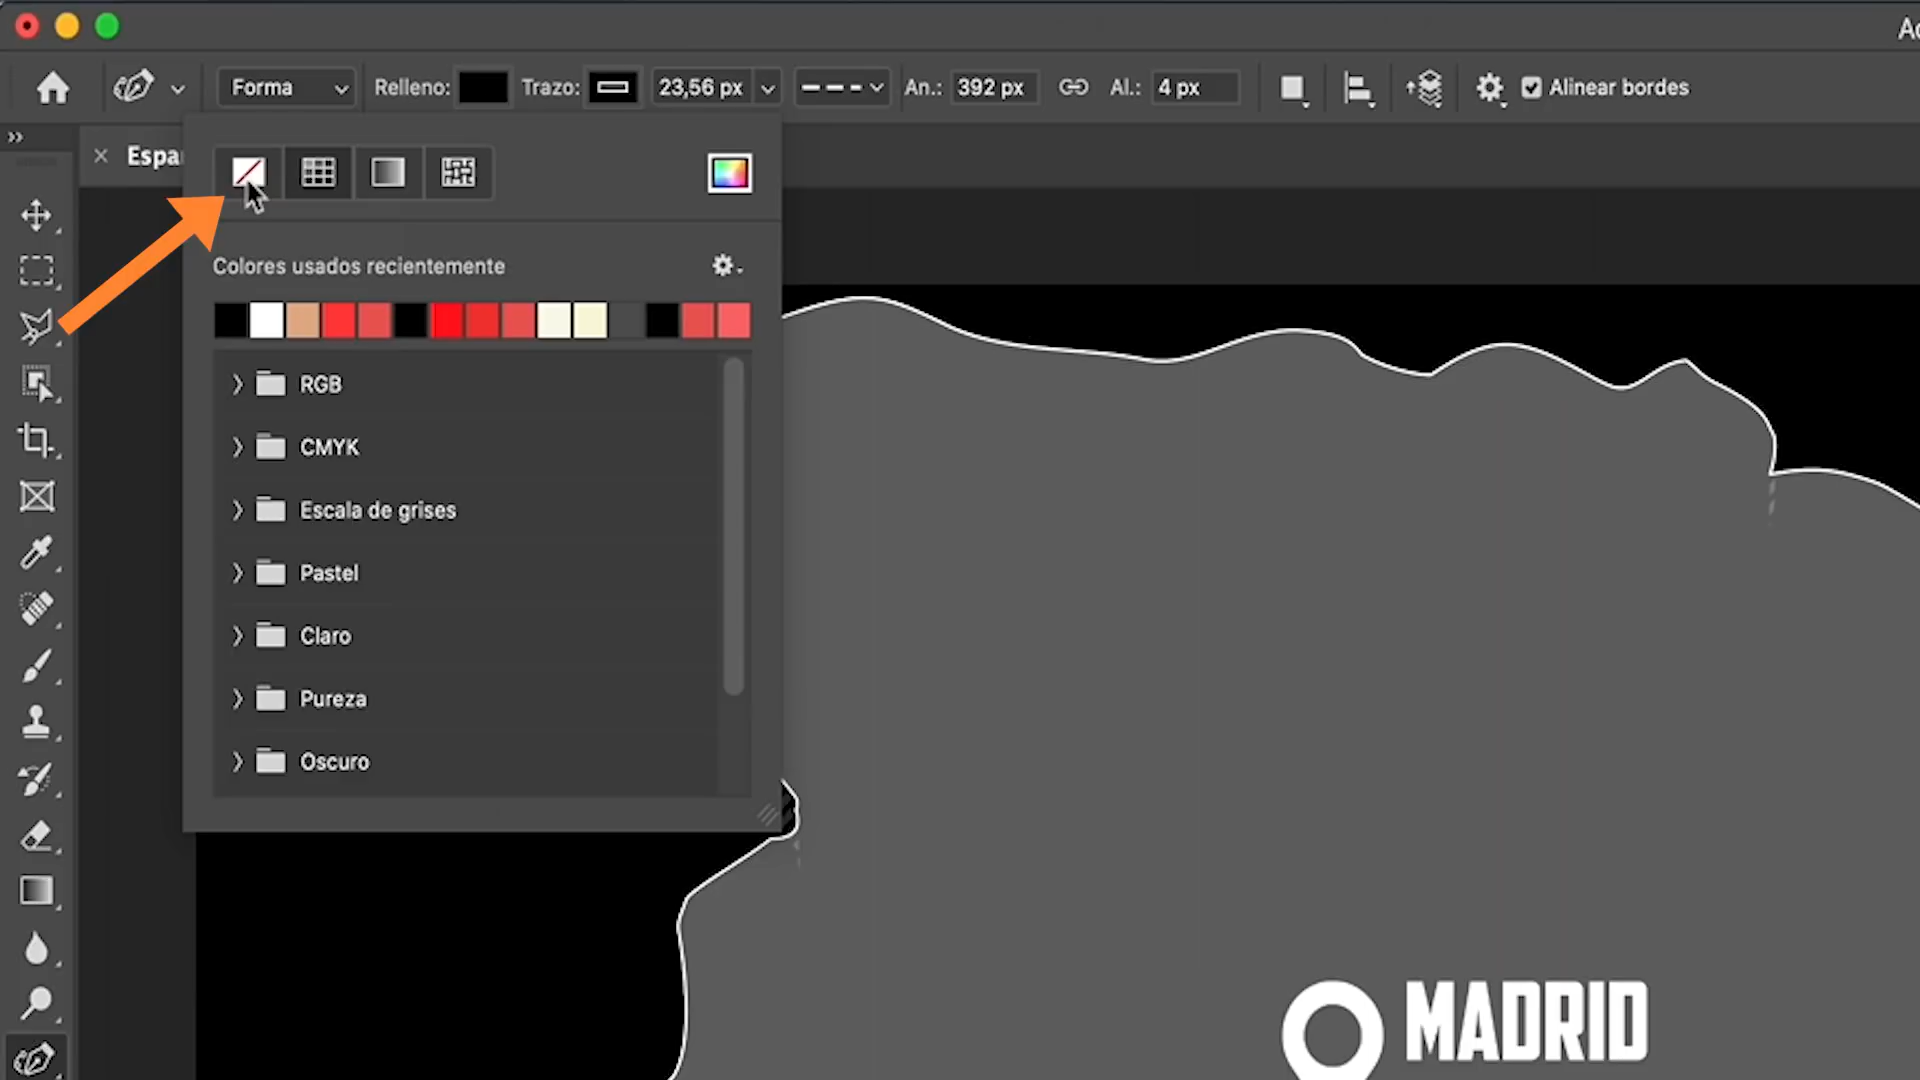 Forma Relleno: Trazo: 23,56 px An.: 392 px Al.: 4 px Alinear bordes
Colores usados recientemente
RGB
CMYK
Escala de grises
Pastel
Claro
Pureza
Oscuro
MADRID